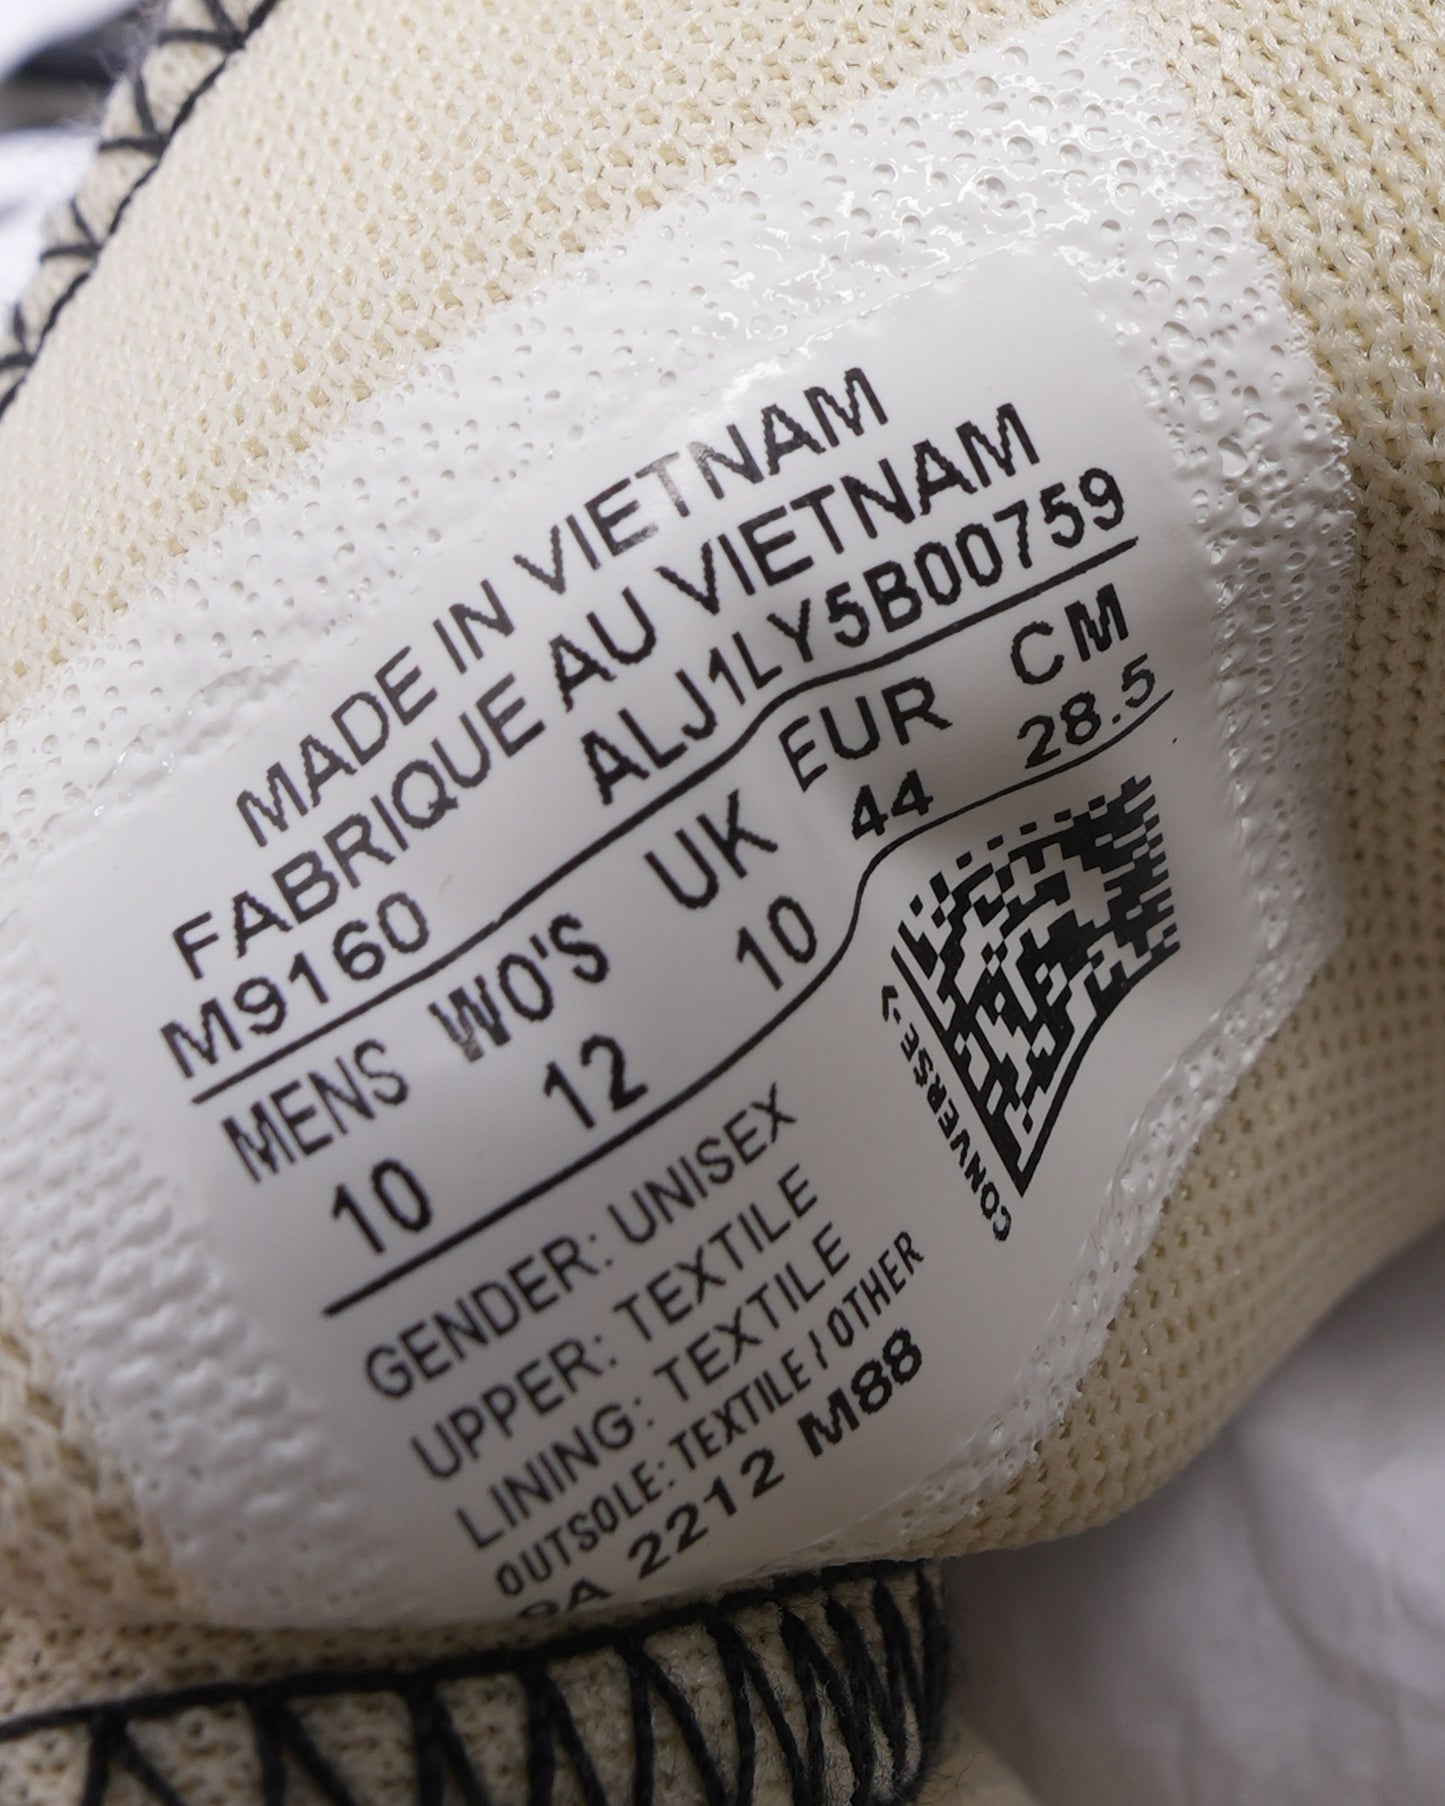 MADE IN VIETNAM
FABRIQUE AU VIETNAM
M9160 ALJ1LY5B00759
MENS WO'S UK EUR CM
10 12 10 44 28.5
GENDER: UNISEX
UPPER: TEXTILE
LINING: TEXTILE
OUTSOLE: TEXTILE / OTHER
2212 M88
CONVERSE